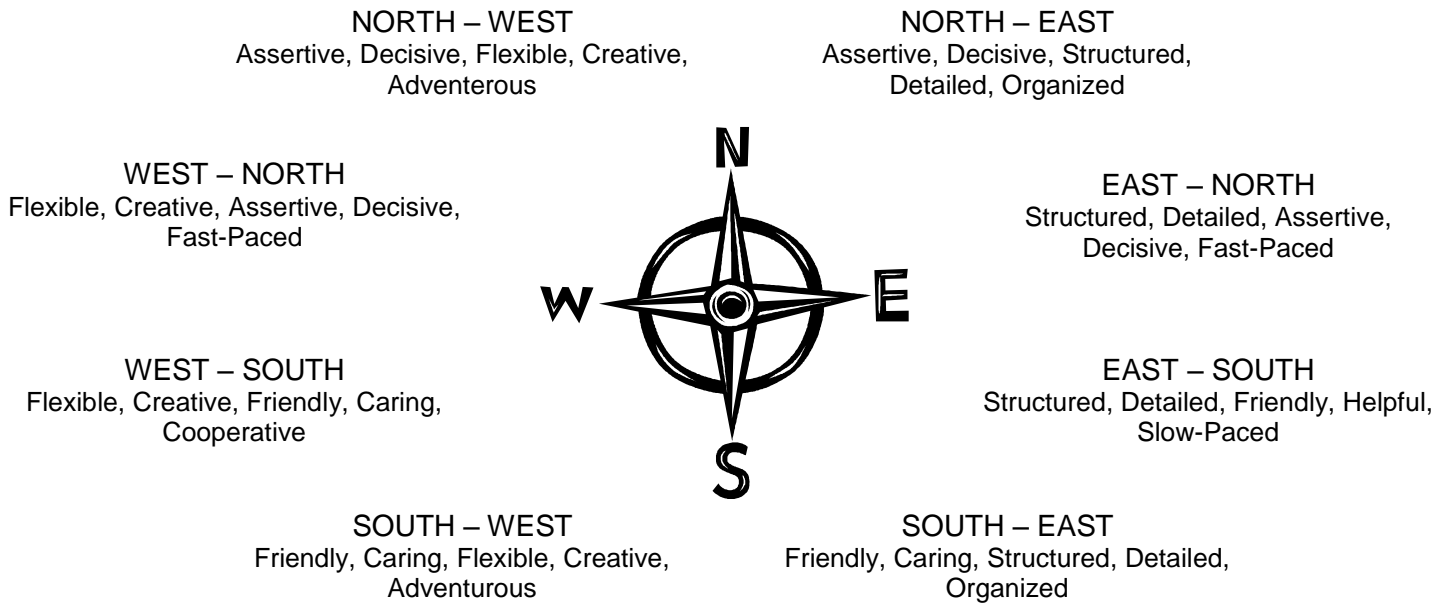 NORTH – WEST
Assertive, Decisive, Flexible, Creative,
Adventerous
NORTH – EAST
Assertive, Decisive, Structured,
Detailed, Organized
N
WEST – NORTH
Flexible, Creative, Assertive, Decisive,
Fast-Paced
EAST – NORTH
Structured, Detailed, Assertive,
Decisive, Fast-Paced
W
E
WEST – SOUTH
Flexible, Creative, Friendly, Caring,
Cooperative
EAST – SOUTH
Structured, Detailed, Friendly, Helpful,
Slow-Paced
S
SOUTH – WEST
Friendly, Caring, Flexible, Creative,
Adventurous
SOUTH – EAST
Friendly, Caring, Structured, Detailed,
Organized